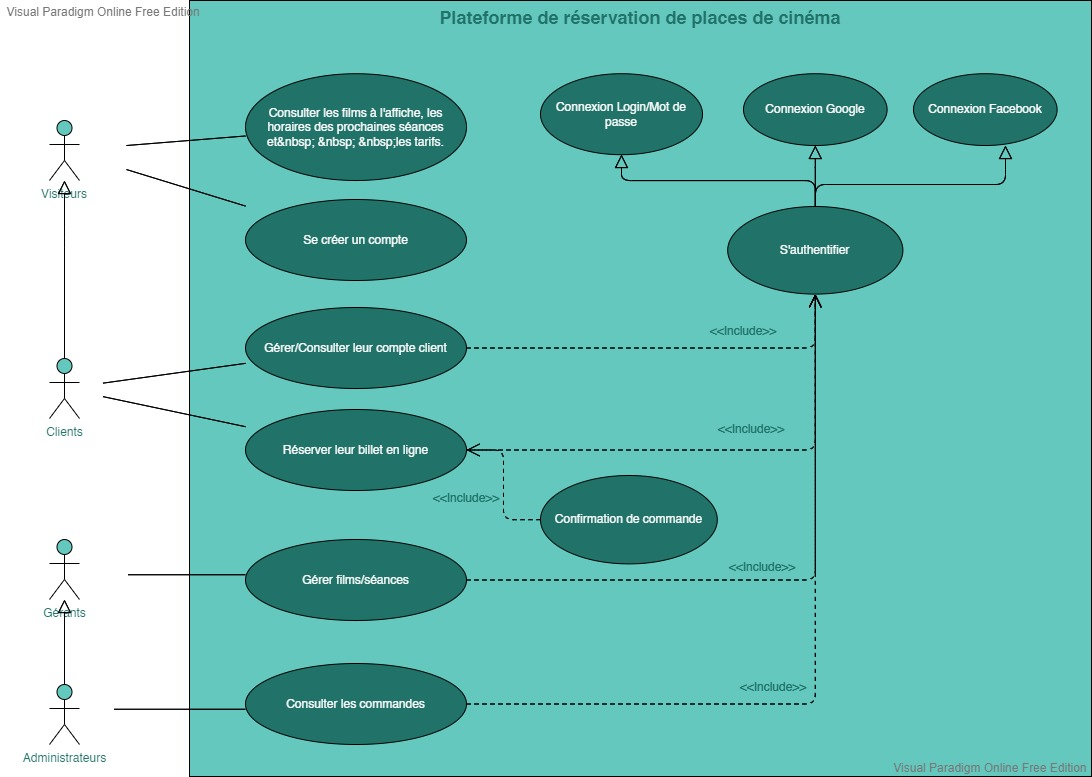 Visual Paradigm Online Free Edition
Plateforme de réservation de places de cinéma
Consulter les films à l'affiche, les
horaires des prochaines séances
et&nbsp; &nbsp; &nbsp;les tarifs.
Connexion Login/Mot de
passe
Connexion Google
Connexion Facebook
Visiteurs
Se créer un compte
S'authentifier
<<Include>>
Gérer/Consulter leur compte client
Clients
<<Include>>
Réserver leur billet en ligne
<<Include>>
Confirmation de commande
<<Include>>
Gérer films/séances
Gérants
<<Include>>
Consulter les commandes
Administrateurs
Visual Paradigm Online Free Edition